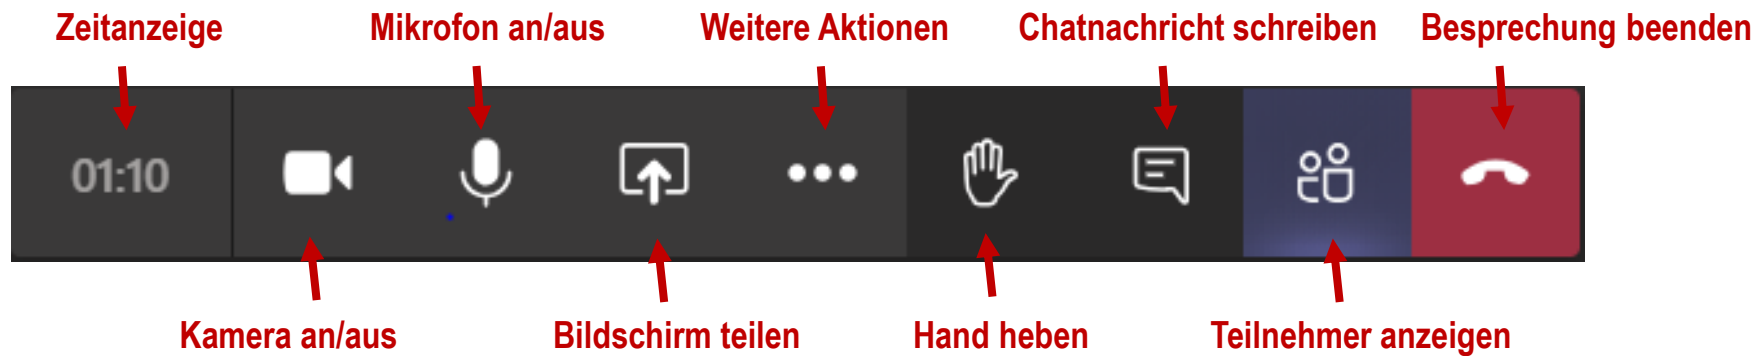 Zeitanzeige
Mikrofon an/aus
Weitere Aktionen
Chatnachricht schreiben
Besprechung beenden
01:10
Kamera an/aus
Bildschirm teilen
Hand heben
Teilnehmer anzeigen